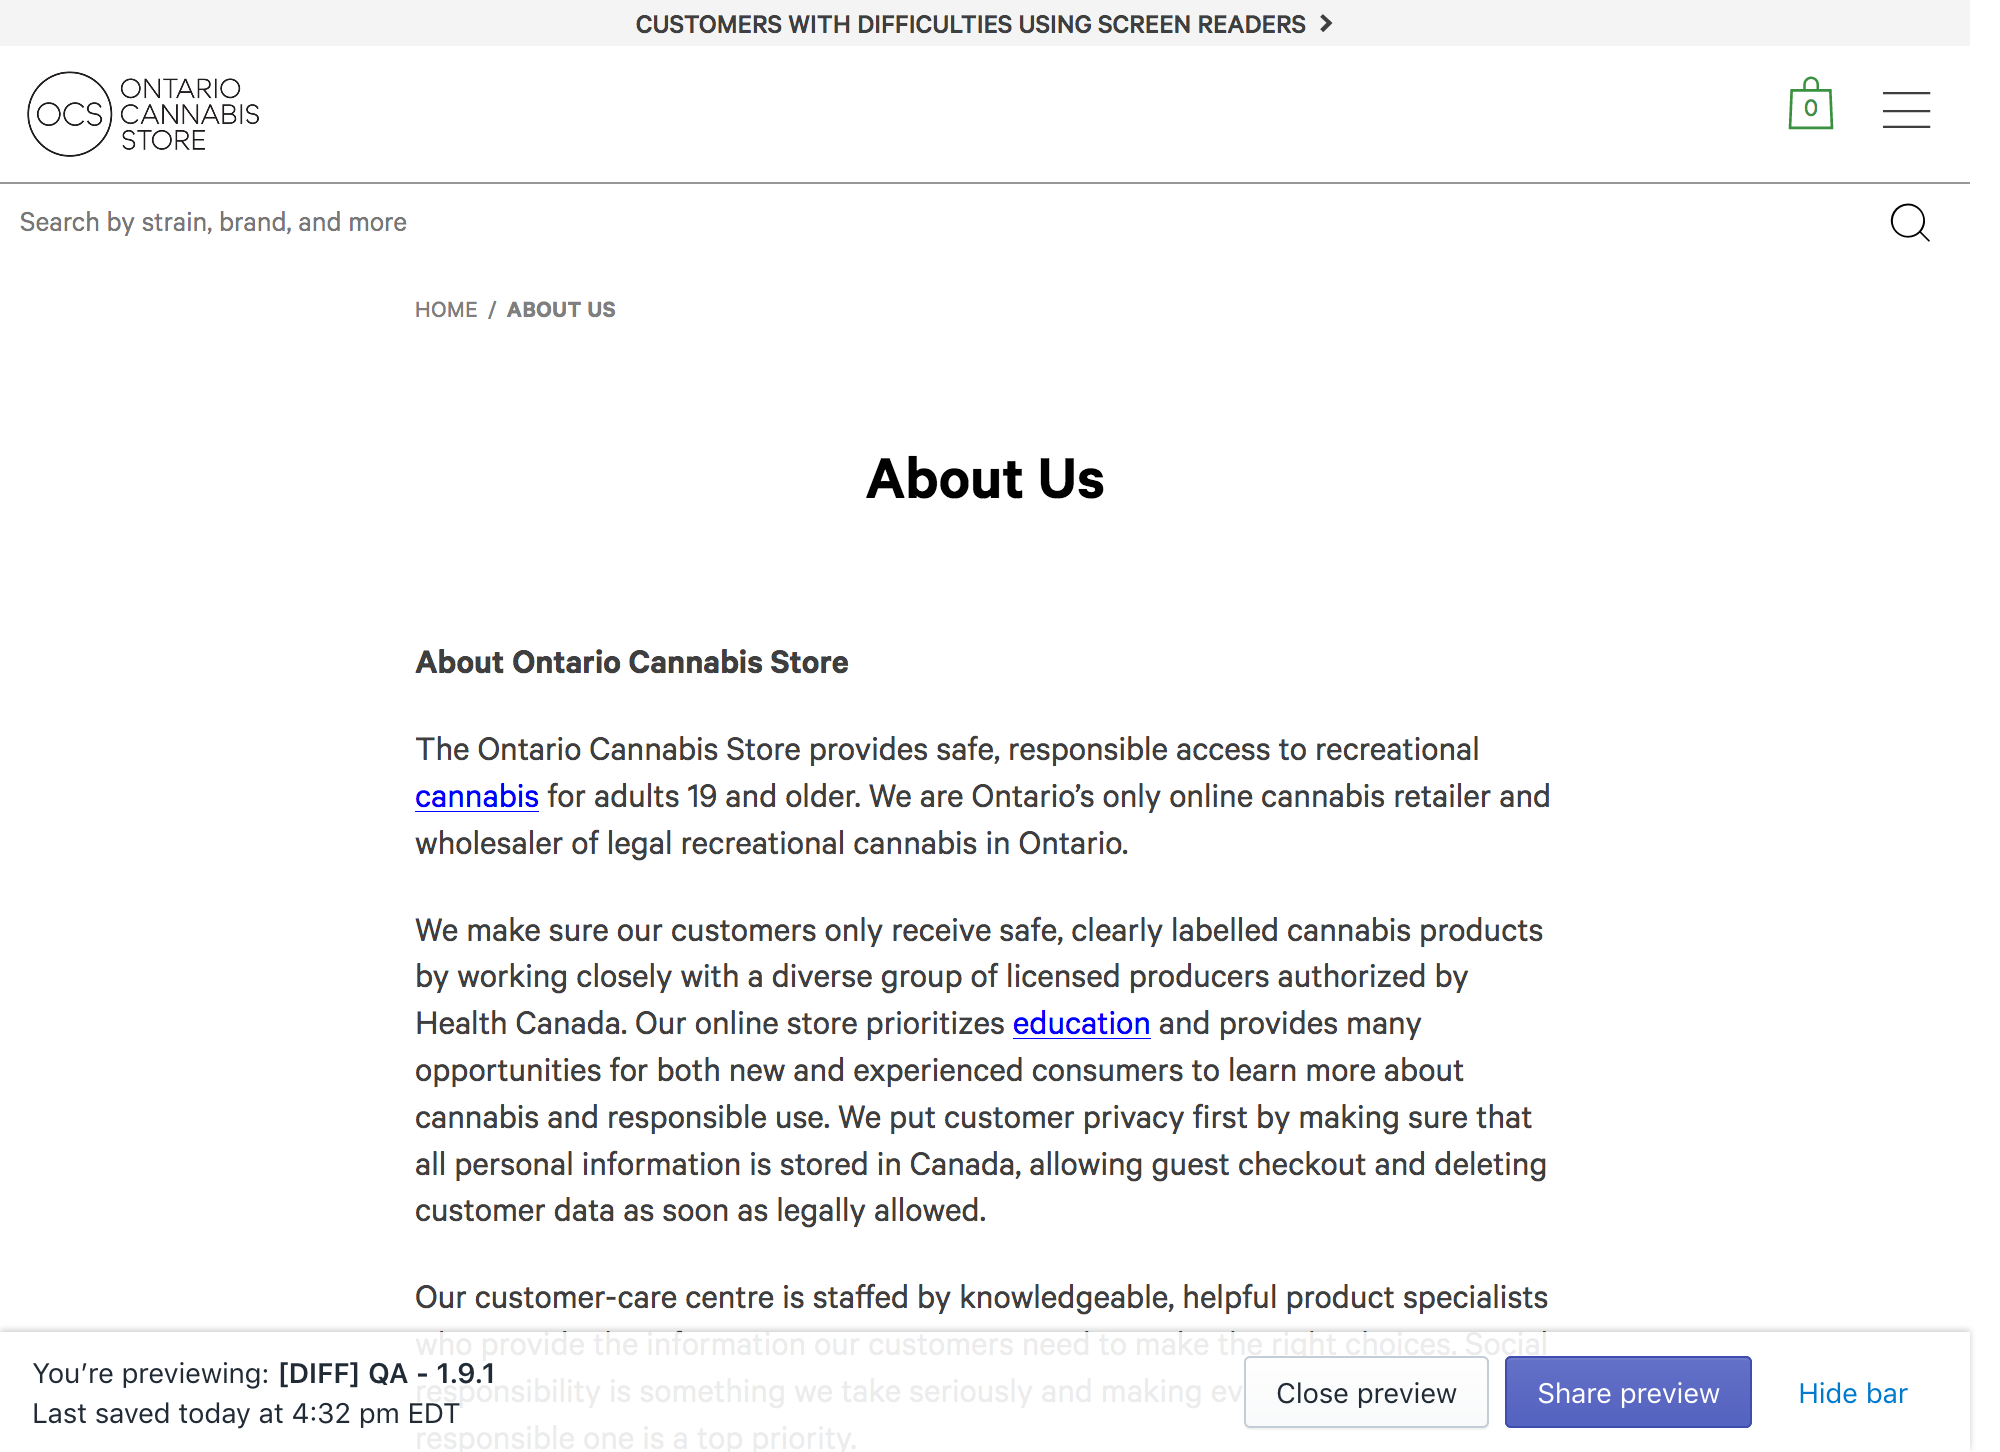 CUSTOMERS WITH DIFFICULTIES USING SCREEN READERS
OCS
ONTARIO
CANNABIS
STORE
0
Search by strain, brand, and more
HOME / ABOUT US
About Us
About Ontario Cannabis Store
The Ontario Cannabis Store provides safe, responsible access to recreational
cannabis for adults 19 and older. We are Ontario’s only online cannabis retailer and
wholesaler of legal recreational cannabis in Ontario.
We make sure our customers only receive safe, clearly labelled cannabis products
by working closely with a diverse group of licensed producers authorized by
Health Canada. Our online store prioritizes education and provides many
opportunities for both new and experienced consumers to learn more about
cannabis and responsible use. We put customer privacy first by making sure that
all personal information is stored in Canada, allowing guest checkout and deleting
customer data as soon as legally allowed.
Our customer-care centre is staffed by knowledgeable, helpful product specialists
who provide the information our customers need to make the right choices. Social
responsibility is something we take seriously and making
responsible one is a top priority.
You’re previewing: [DIFF] QA - 1.9.1
Last saved today at 4:32 pm EDT
Close preview
Share preview
Hide bar